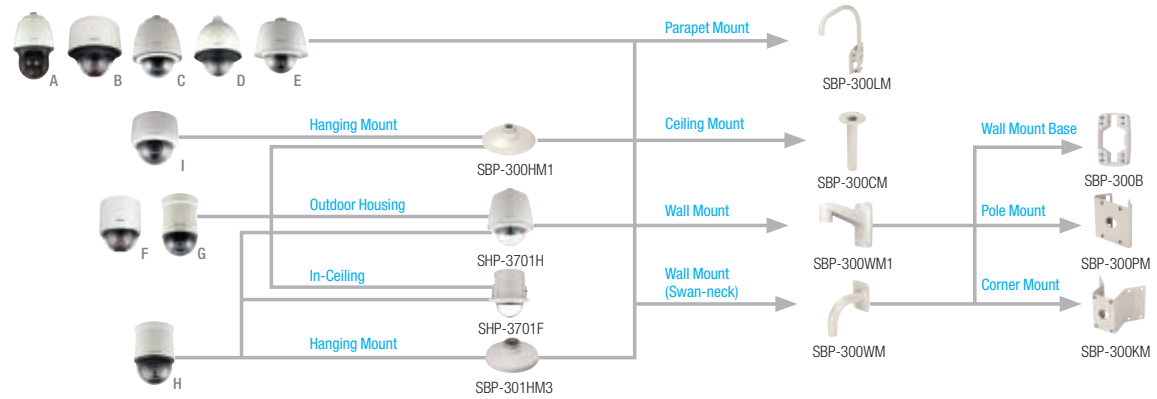 Parapet Mount
A
B
C
D
E
SBP-300LM
Hanging Mount
Ceiling Mount
Wall Mount Base
I
SBP-300HM1
SBP-300CM
SBP-300B
Outdoor Housing
Wall Mount
Pole Mount
F
G
SHP-3701H
SBP-300WM1
SBP-300PM
In-Ceiling
Wall Mount
(Swan-neck)
Corner Mount
SHP-3701F
SBP-300WM
SBP-300KM
Hanging Mount
H
SBP-301HM3